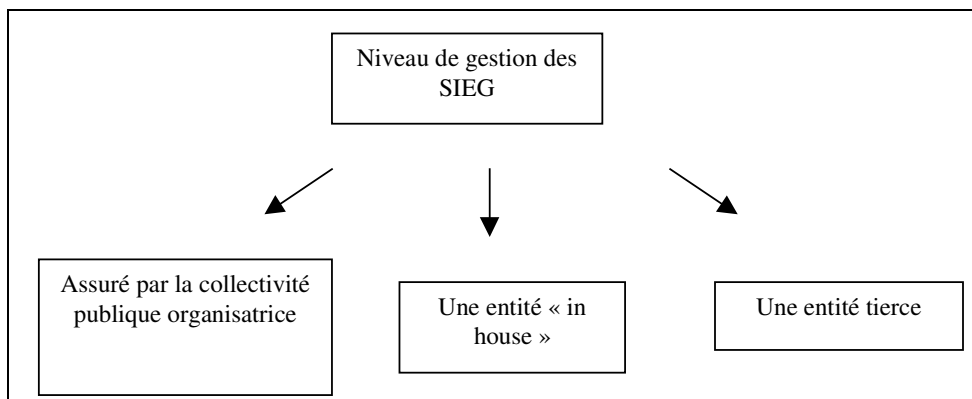 Niveau de gestion des
SIEG
Assuré par la collectivité
publique organisatrice
Une entité « in
house »
Une entité tierce